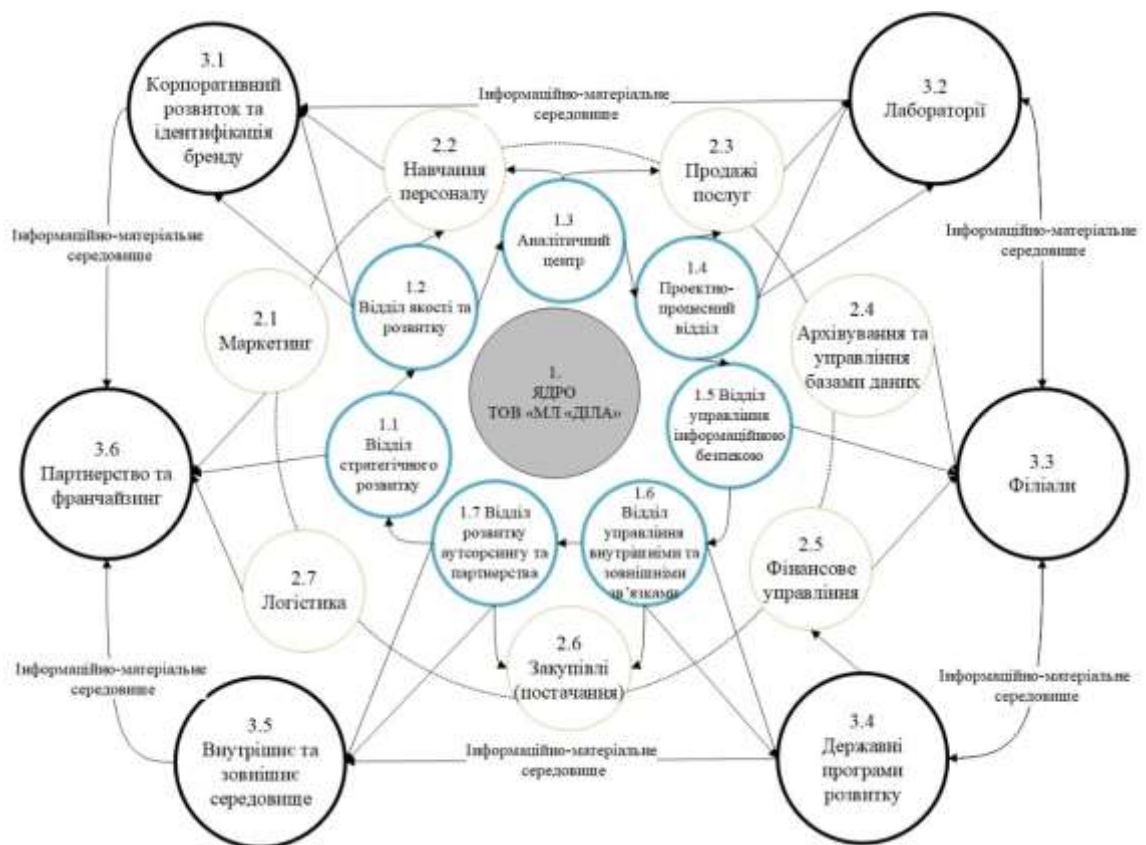 3.1
Корпоративний
розвиток та
ідентифікація
бренду
Інформаційно-матеріальне
середовище
3.2
Лабораторії
2.2
Навчання
персоналу
2.3
Продажі
послуг
Інформаційно-матеріальне
середовище
Інформаційно-матеріальне
середовище
1.3
Аналітичний
центр
1.2
Відділ якості та
розвитку
1.4
Проектно-
процесний
відділ
2.1
Маркетинг
2.4
Архівування та
управління
базами даних
1.
ЯДРО
ТОВ «МЛ «ДІЛА»
1.5 Відділ
управління
інформаційною
безпекою
1.1
Відділ
стратегічного
розвитку
3.6
Партнерство та
франчайзинг
3.3
Філіали
1.7 Відділ
розвитку
аутсорсингу та
партнерства
1.6
Відділ
управління
внутрішніми та
зовнішніми
зв’язками
2.5
Фінансове
управління
2.7
Логістика
2.6
Закупівлі
(постачання)
Інформаційно-матеріальне
середовище
Інформаційно-матеріальне
середовище
3.5
Внутрішнє та
зовнішнє
середовище
Інформаційно-матеріальне
середовище
3.4
Державні
програми
розвитку